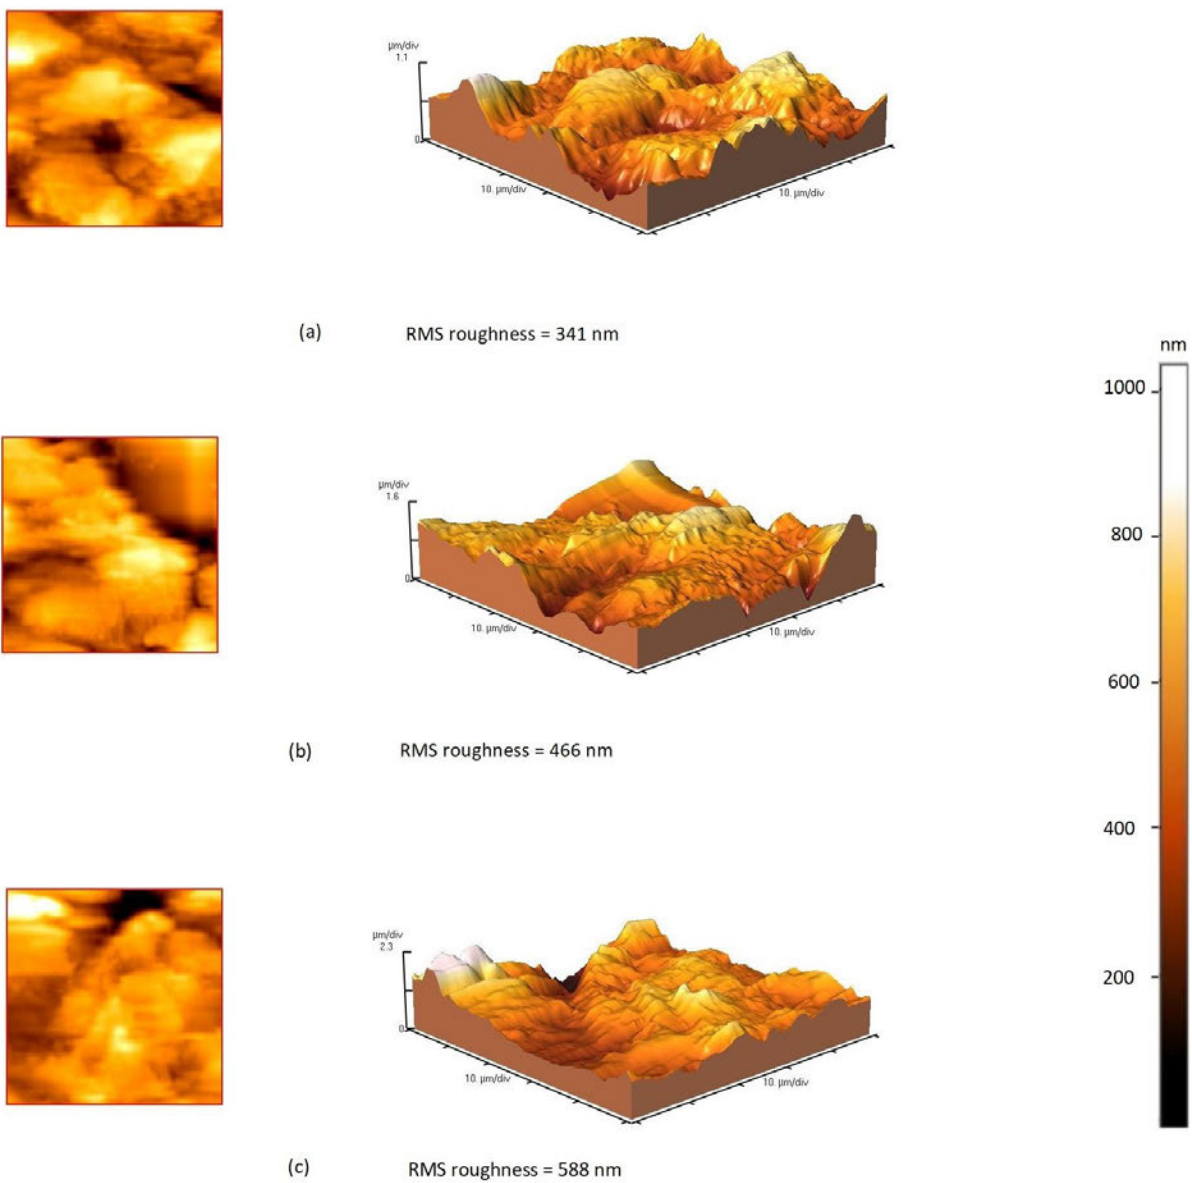 µm/div
1.1
0
10. µm/div
10. µm/div
(a) RMS roughness = 341 nm
nm
1000
800
600
400
200
µm/div
1.6
0
10. µm/div
10. µm/div
(b) RMS roughness = 466 nm
µm/div
2.3
0
10. µm/div
10. µm/div
(c) RMS roughness = 588 nm